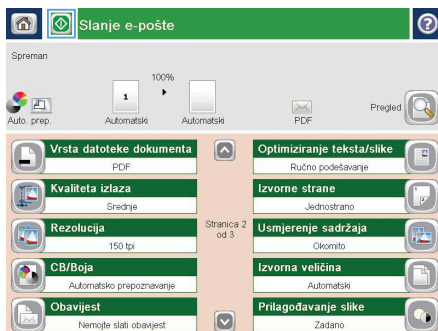 Slanje e-pošte
?
Spreman
100%
1
Auto. prep.
Automatski
Automatski
PDF
Pregled
Vrsta datoteke dokumenta
PDF
Optimiziranje teksta/slike
Ručno podešavanje
Kvaliteta izlaza
Srednje
Izvorne strane
Jednostrano
Rezolucija
150 tpi
Stranica 2
od 3
Usmjerenje sadržaja
Okomito
CB/Boja
Automatsko prepoznavanje
Izvorna veličina
Automatski
Obavijest
Nemojte slati obavijest
Prilagođavanje slike
Zadano